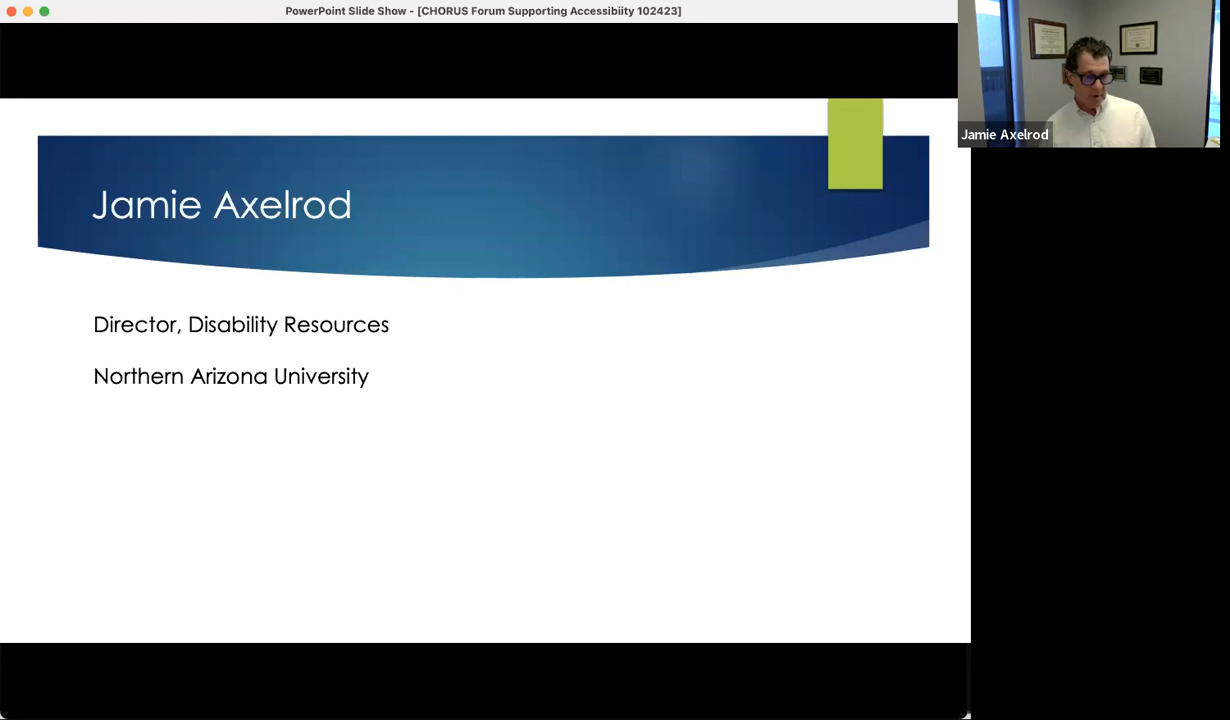 PowerPoint Slide Show - [CHORUS Forum Supporting Accessibiity 102423]
Jamie Axelrod
Jamie Axelrod
Director, Disability Resources
Northern Arizona University